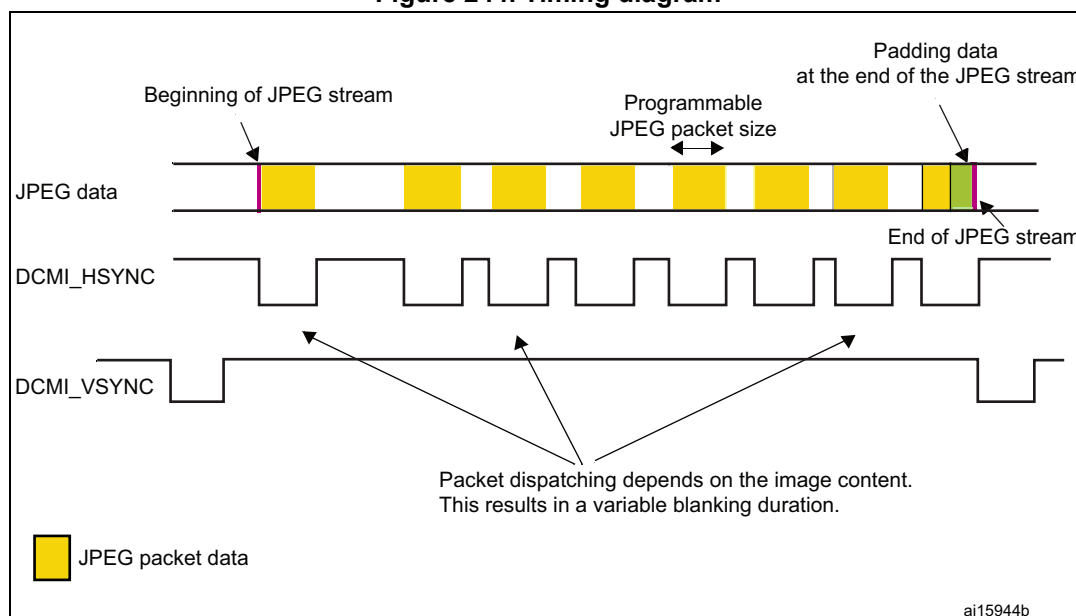 Padding data
at the end of the JPEG stream
Beginning of JPEG stream
Programmable
JPEG packet size
JPEG data
End of JPEG stream
DCMI_HSYNC
DCMI_VSYNC
Packet dispatching depends on the image content.
This results in a variable blanking duration.
JPEG packet data
ai15944b